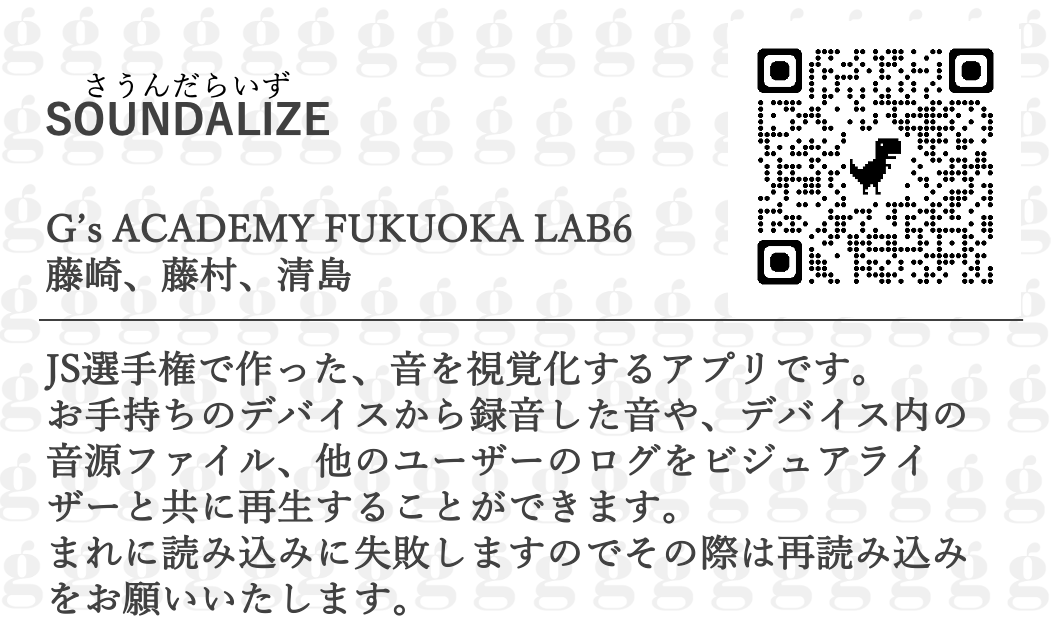 さうんだらいず
SOUNDALIZE
G’s ACADEMY FUKUOKA LAB6
藤崎、藤村、清島
JS選手権で作った、音を視覚化するアプリです。
お手持ちのデバイスから録音した音や、デバイス内の
音源ファイル、他のユーザーのログをビジュアライ
ザーと共に再生することができます。
まれに読み込みに失敗しますのでその際は再読み込み
をお願いいたします。